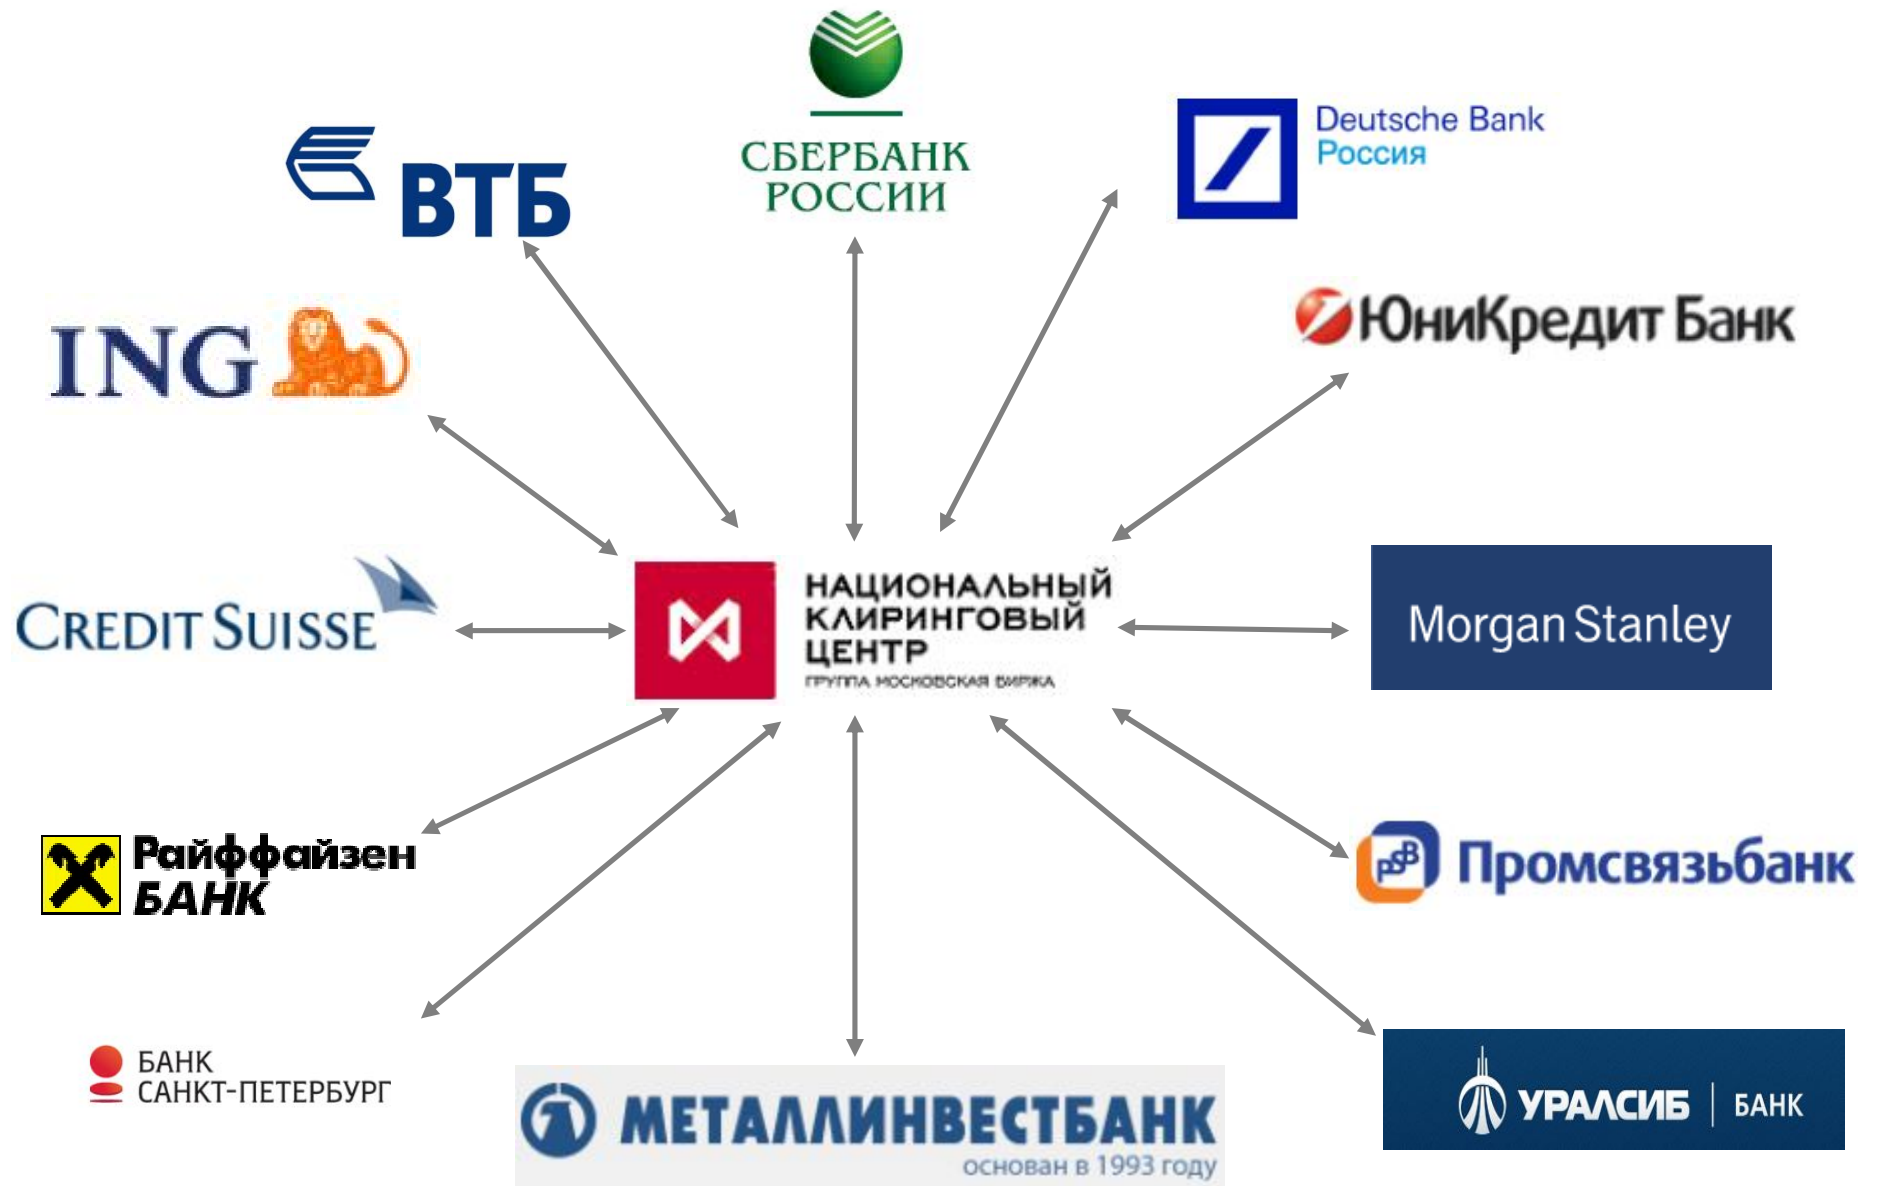 СБЕРБАНК
РОССИИ
Deutsche Bank
Россия
ВТБ
ЮниКредит Банк
ING
НАЦИОНАЛЬНЫЙ
КЛИРИНГОВЫЙ
ЦЕНТР
ГРУППА МОСКОВСКАЯ БИРЖА
CREDIT SUISSE
Morgan Stanley
Райффайзен
БАНК
PSB Промсвязьбанк
БАНК
САНКТ-ПЕТЕРБУРГ
МЕТАЛЛИНВЕСТБАНК
основан в 1993 году
УРАЛСИБ | БАНК